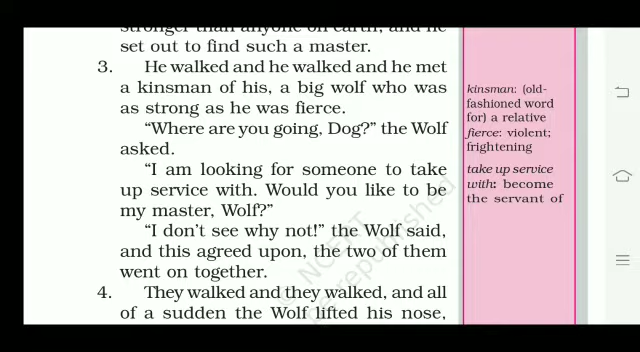 stronger than anyone on earth, and he
set out to find such a master.
3. He walked and he walked and he met
a kinsman of his, a big wolf who was
as strong as he was fierce.
“Where are you going, Dog?” the Wolf
asked.
“I am looking for someone to take
up service with. Would you like to be
my master, Wolf?”
“I don't see why not!” the Wolf said,
and this agreed upon, the two of them
went on together.
4. They walked and they walked, and all
of a sudden the Wolf lifted his nose,
kinsman: (old-
fashioned word
for) a relative
fierce: violent;
frightening
take up service
with: become
the servant of
© NCERT
be republished